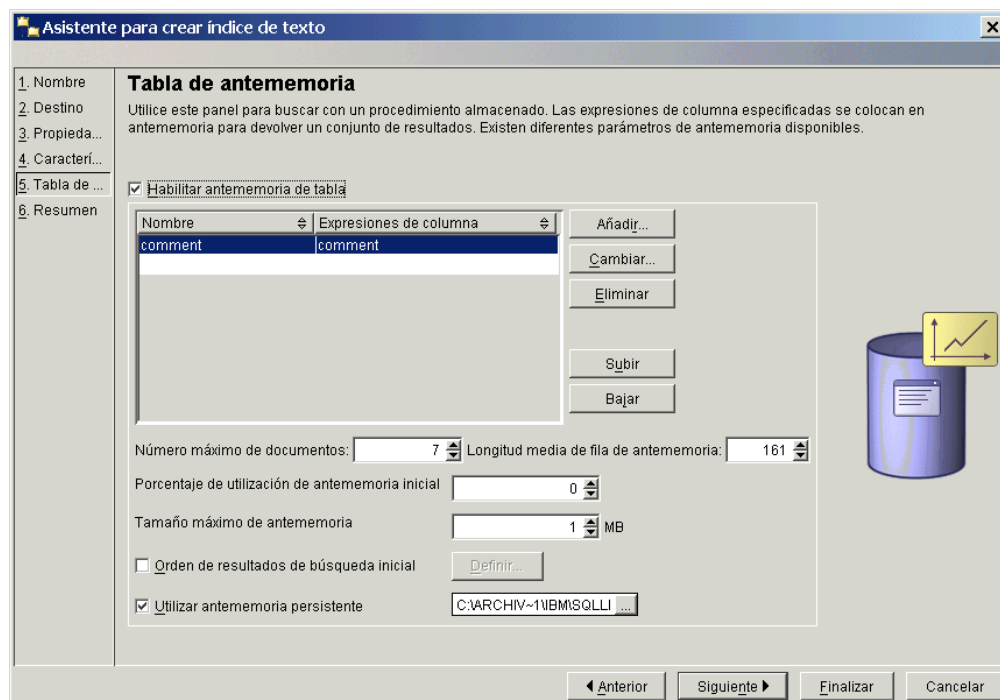 Asistente para crear índice de texto
1. Nombre
2. Destino
3. Propieda...
4. Caracterí...
5. Tabla de ...
6. Resumen
Tabla de antememoria
Utilice este panel para buscar con un procedimiento almacenado. Las expresiones de columna especificadas se colocan en
antememoria para devolver un conjunto de resultados. Existen diferentes parámetros de antememoria disponibles.
Habilitar antememoria de tabla
Nombre Expresiones de columna
comment comment
Añadir...
Cambiar...
Eliminar
Subir
Bajar
Número máximo de documentos: 7 Longitud media de fila de antememoria: 161
Porcentaje de utilización de antememoria inicial 0
Tamaño máximo de antememoria 1 MB
Orden de resultados de búsqueda inicial Definir...
Utilizar antememoria persistente C:\ARCHIV~1\IBM\SQLLI ...
Anterior Siguiente Finalizar Cancelar